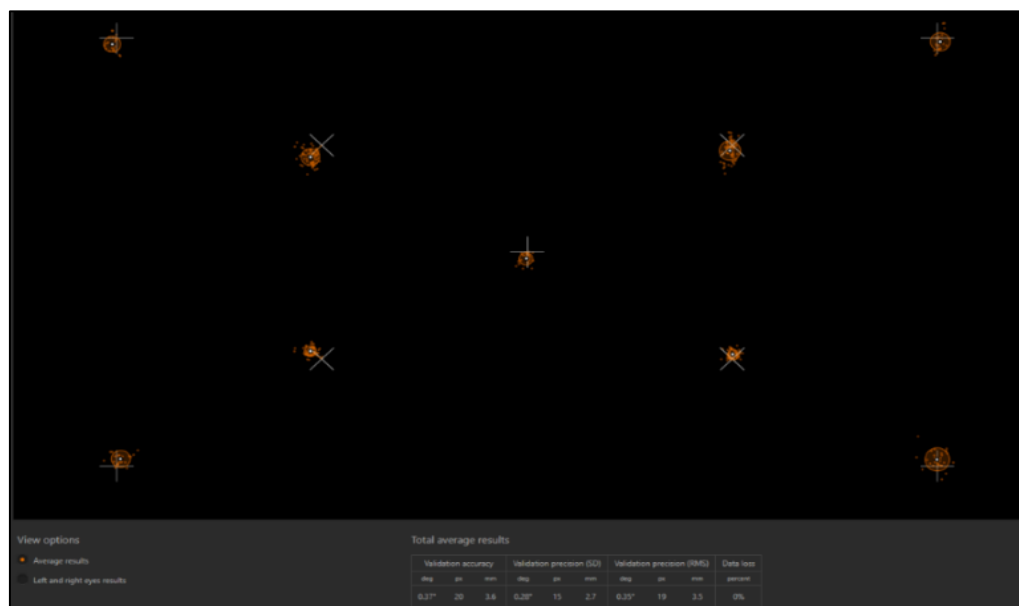 View options
Average results
Left and right eyes results
Total average results
Validation accuracy Validation precision (SD) Validation precision (RMS) Data loss
deg px mm deg px mm deg px mm percent
0.37° 20 3.6 0.28° 15 2.7 0.35° 19 3.5 0%